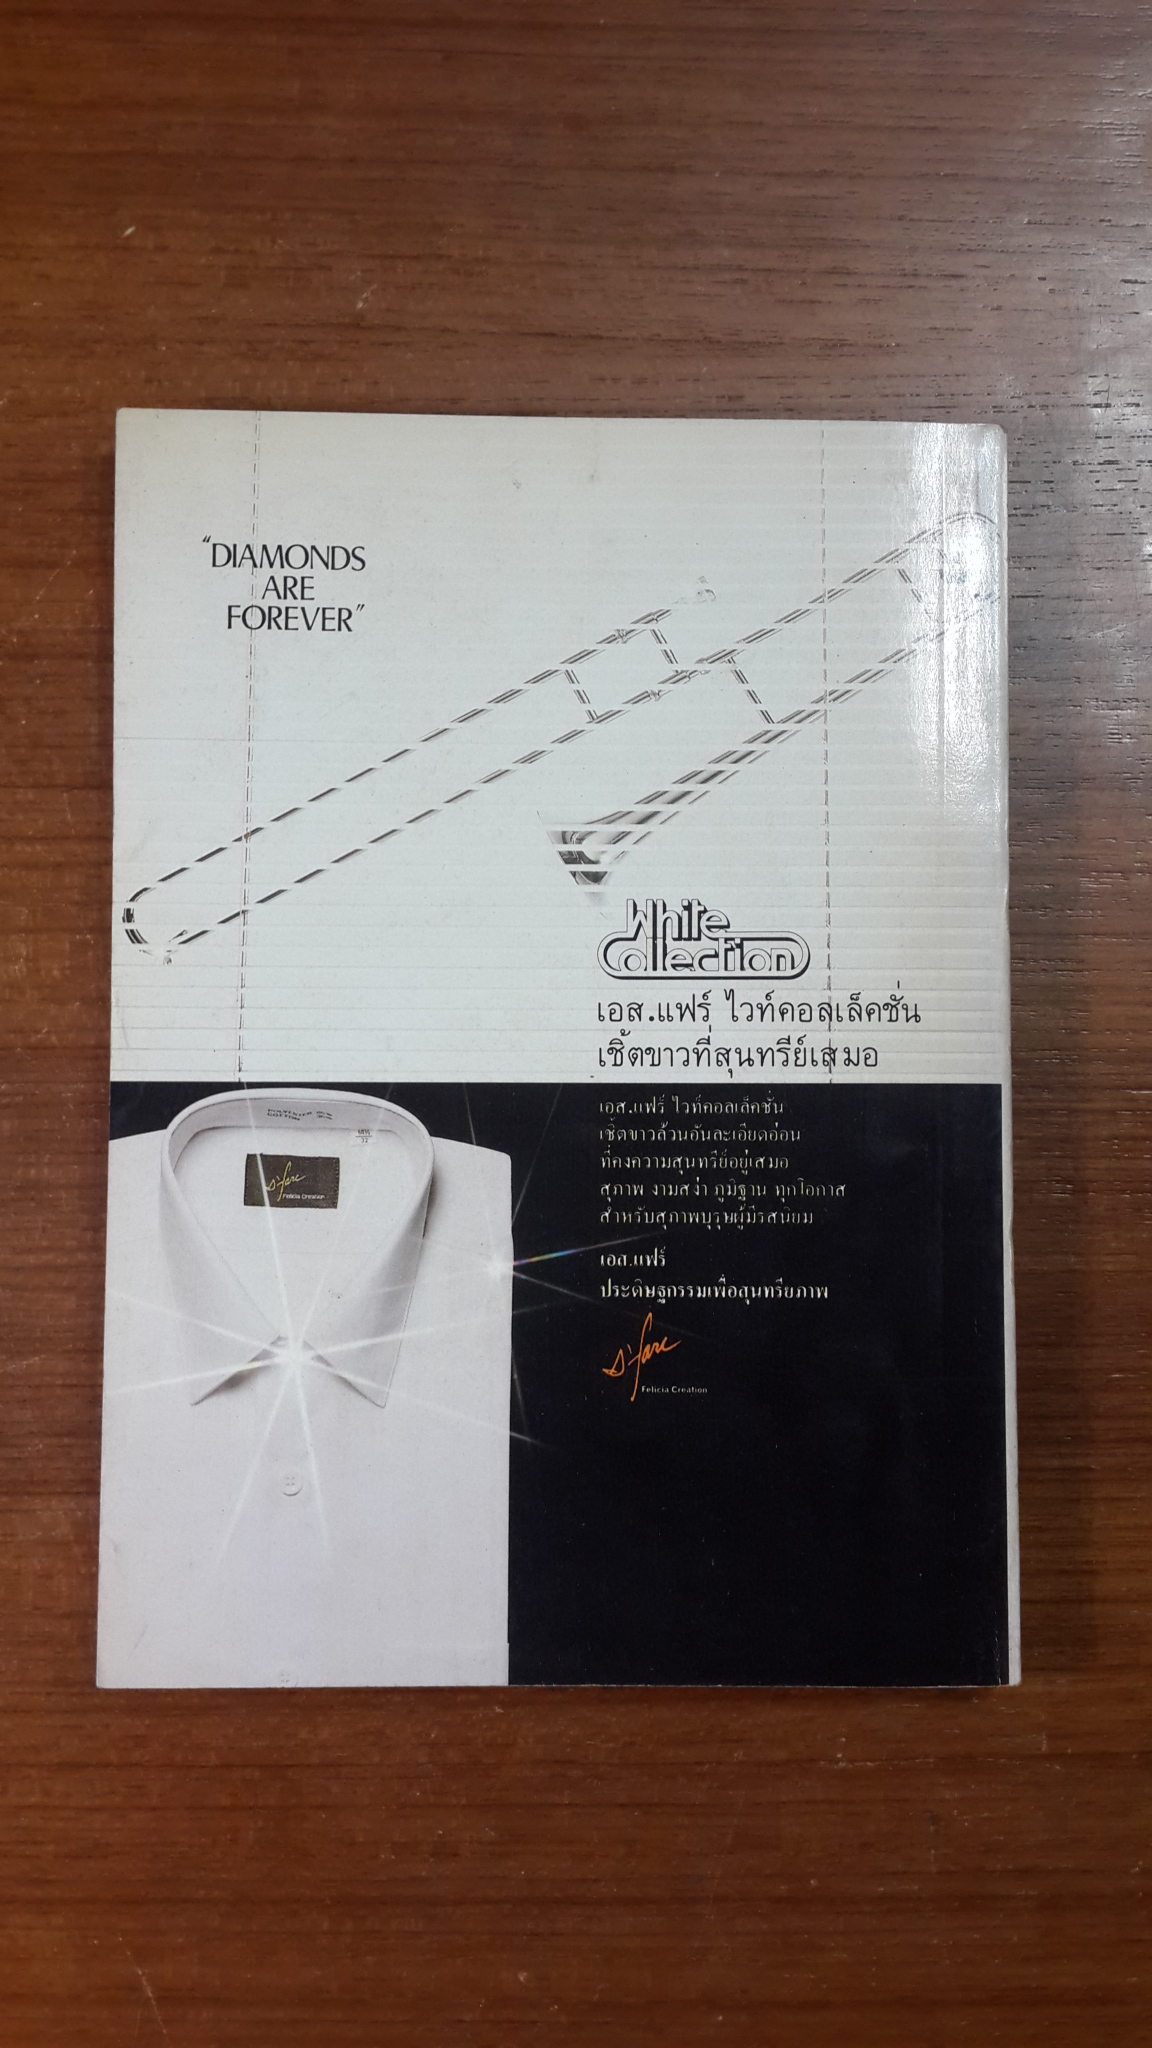 “DIAMONDS
ARE
FOREVER”
White
Collection
เอส.แฟร์ ไวท์คอลเล็คชั่น
เชิ้ตขาวที่สุนทรีย์เสมอ
เอส.แฟร์ ไวท์คอลเล็คชั่น
เชิ้ตขาวล้วนอันละเอียดอ่อน
ที่คงความสุนทรีย์อยู่เสมอ
สุภาพ งามสง่า ภูมิฐาน ทุกโอกาส
สำหรับสุภาพบุรุษผู้มีรสนิยม
เอส.แฟร์
ประดิษฐกรรมเพื่อสุนทรียภาพ
S'fare
Felicia Creation
S'fare
Felicia Creation